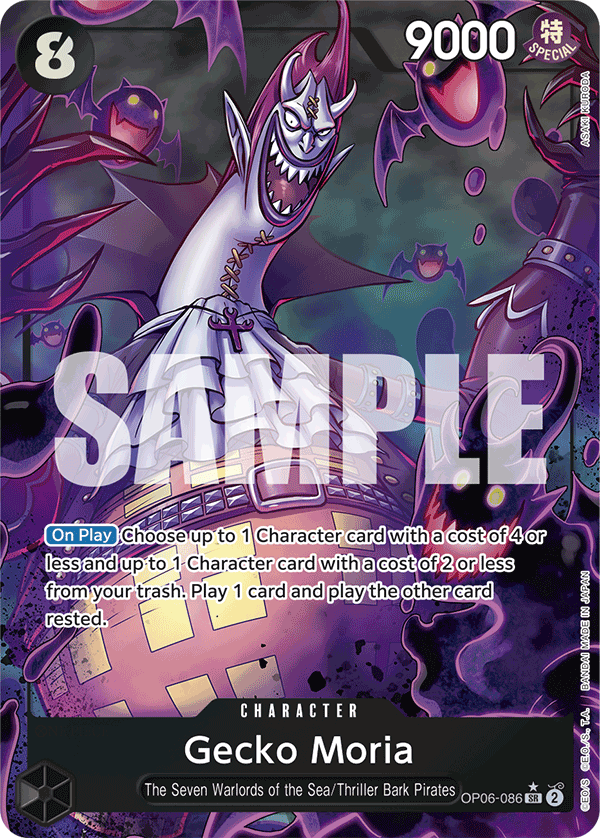 8
9000
特
SPECIAL
ASAKI KURODA
SAMPLE
On Play Choose up to 1 Character card with a cost of 4 or
less and up to 1 Character card with a cost of 2 or less
from your trash. Play 1 card and play the other card
rested.
©E.O/S ©E.O./S., T.A. BANDAI MADE IN JAPAN
CHARACTER
Gecko Moria
The Seven Warlords of the Sea/Thriller Bark Pirates
OP06-086 ★ SR 2